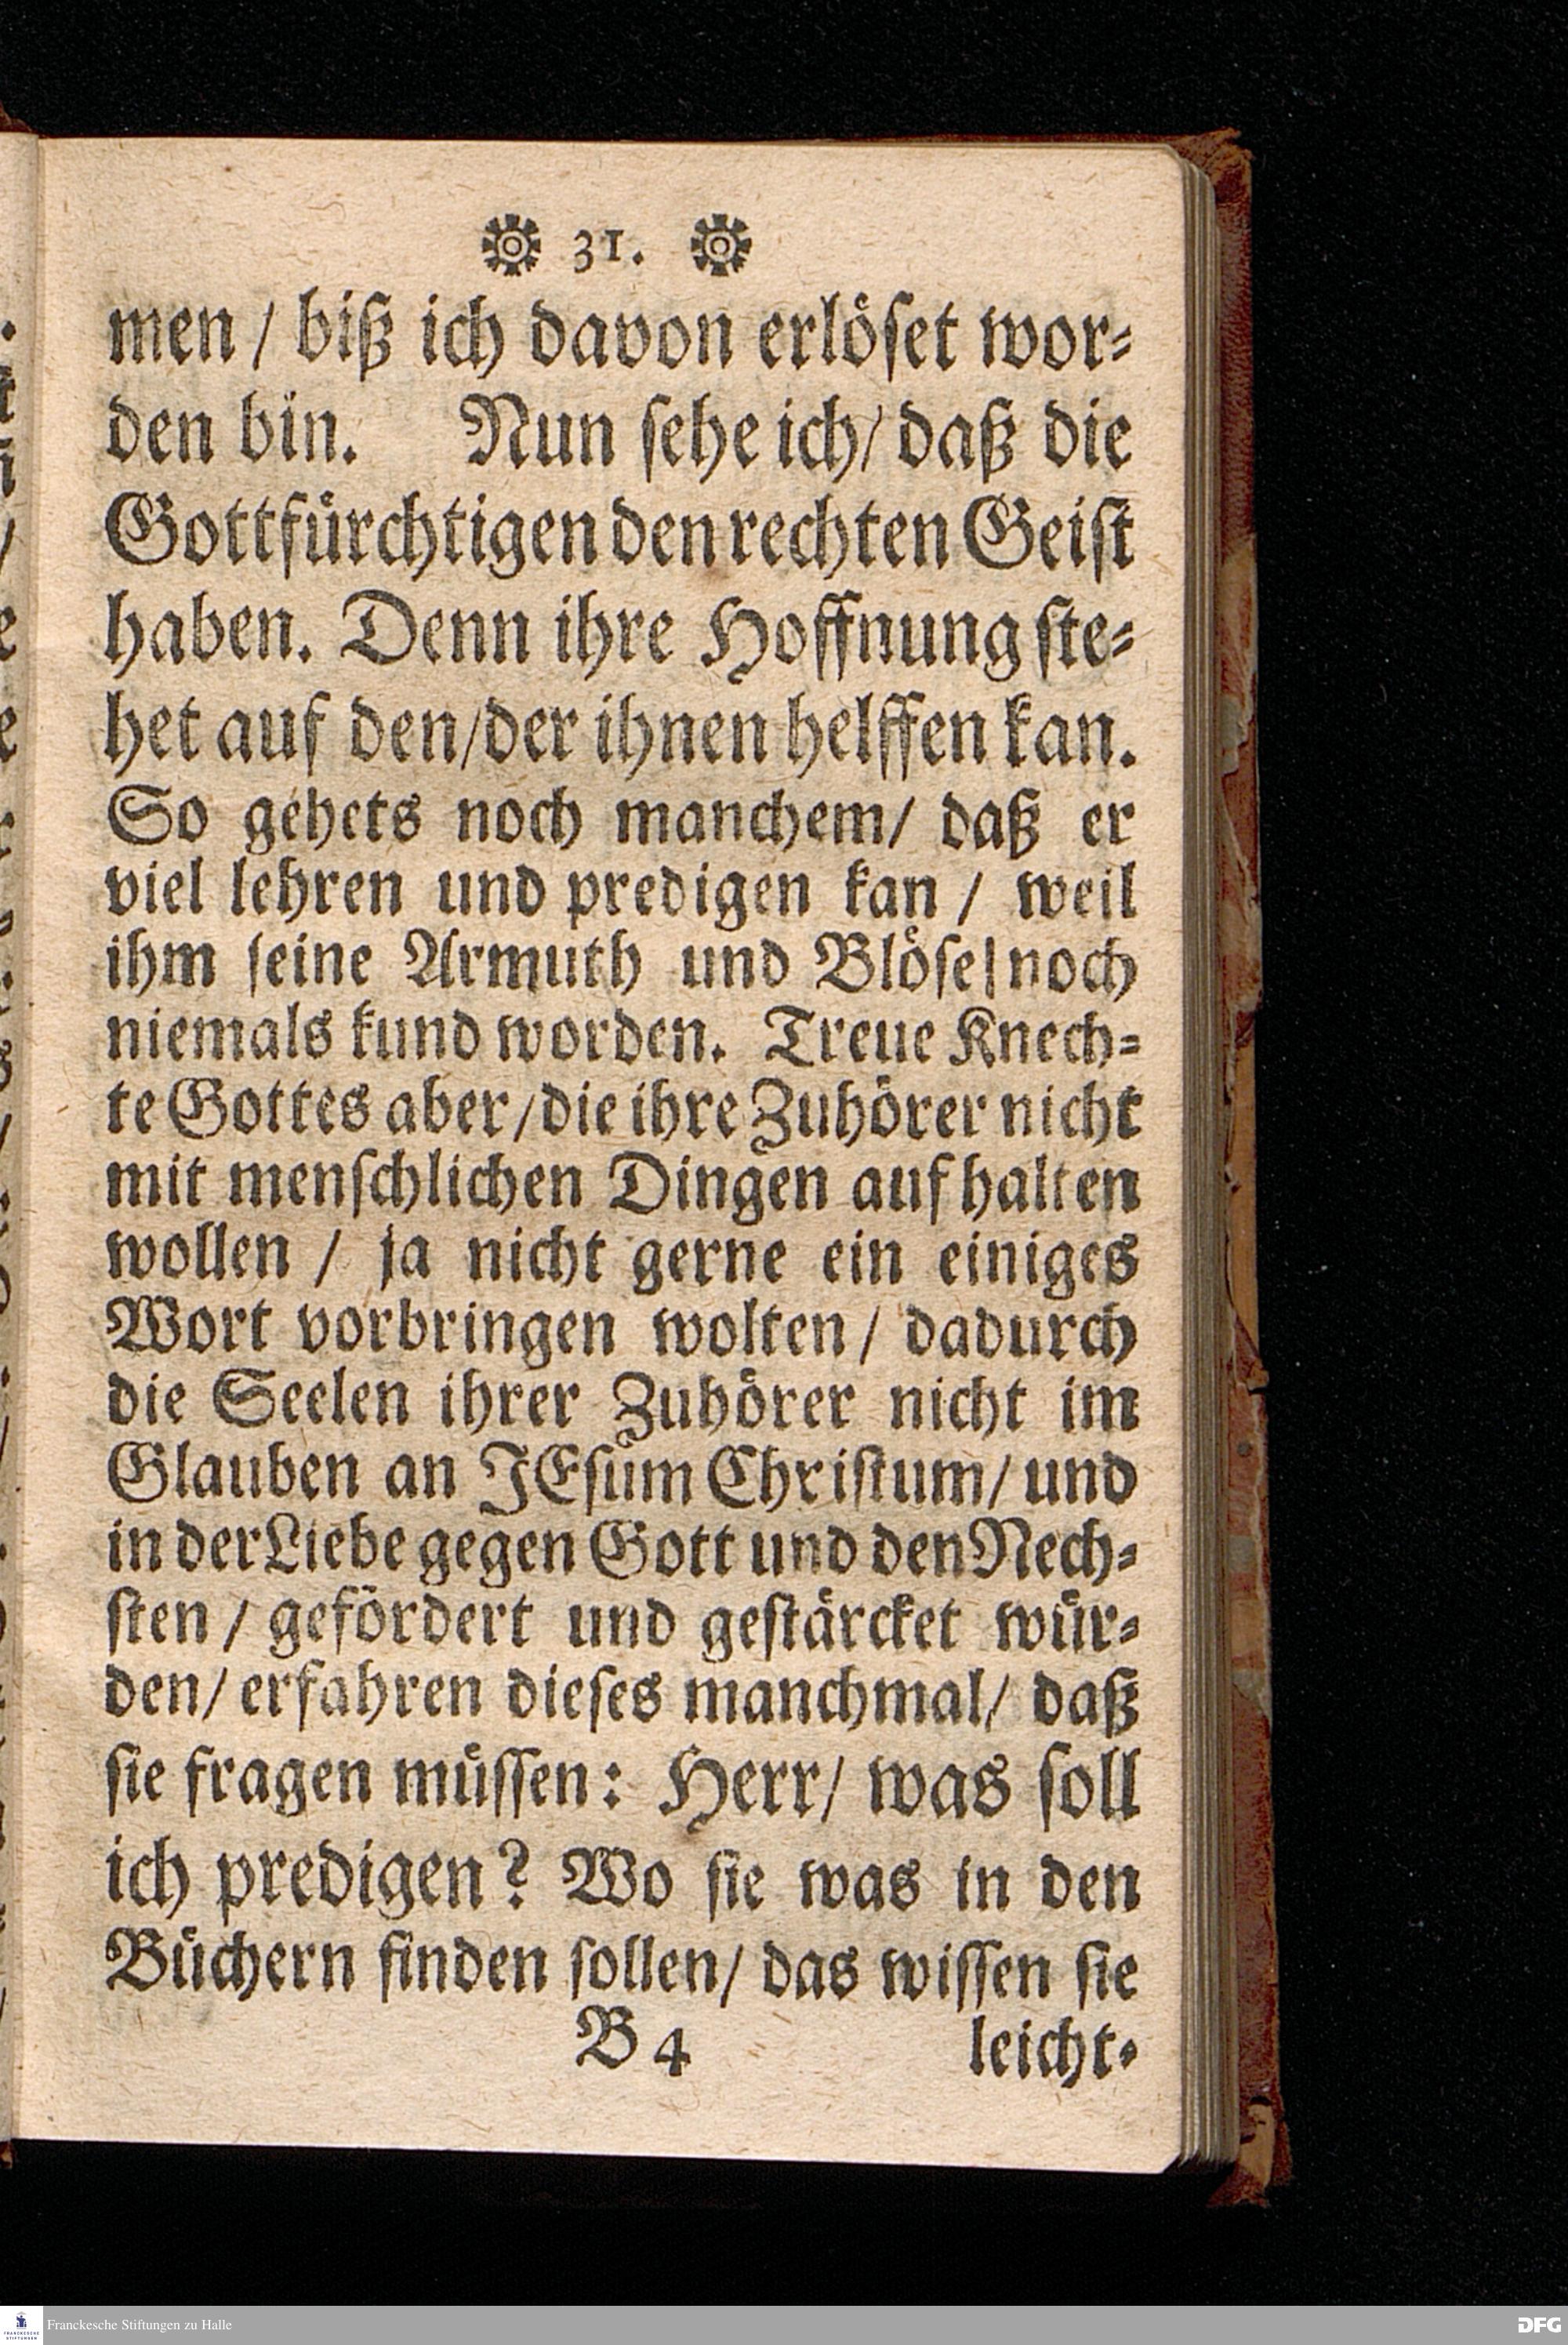 31.
men / biß ich davon erlöset wor-
den bin. Nun sehe ich/ daß die
Gottfürchtigen den rechten Geist
haben. Denn ihre Hoffnung ste-
het auf den/der ihnen helffen kan.
So gehets noch manchem/ daß er
viel lehren und predigen kan / weil
ihm seine Armuth und Blöse noch
niemals kund worden. Treue Knech-
te Gottes aber/die ihre Zuhörer nicht
mit menschlichen Dingen aufhalten
wollen / ja nicht gerne ein einiges
Wort vorbringen wolten / dadurch
die Seelen ihrer Zuhörer nicht im
Glauben an JEsum Christum/ und
in der Liebe gegen Gott und den Nech-
sten / gefördert und gestärcket wür-
den/ erfahren dieses manchmal/ daß
sie fragen müssen: Herr/ was soll
ich predigen? Wo sie was in den
Büchern finden sollen/ das wissen sie
B 4 leicht-
Franckesche Stiftungen zu Halle
DFG